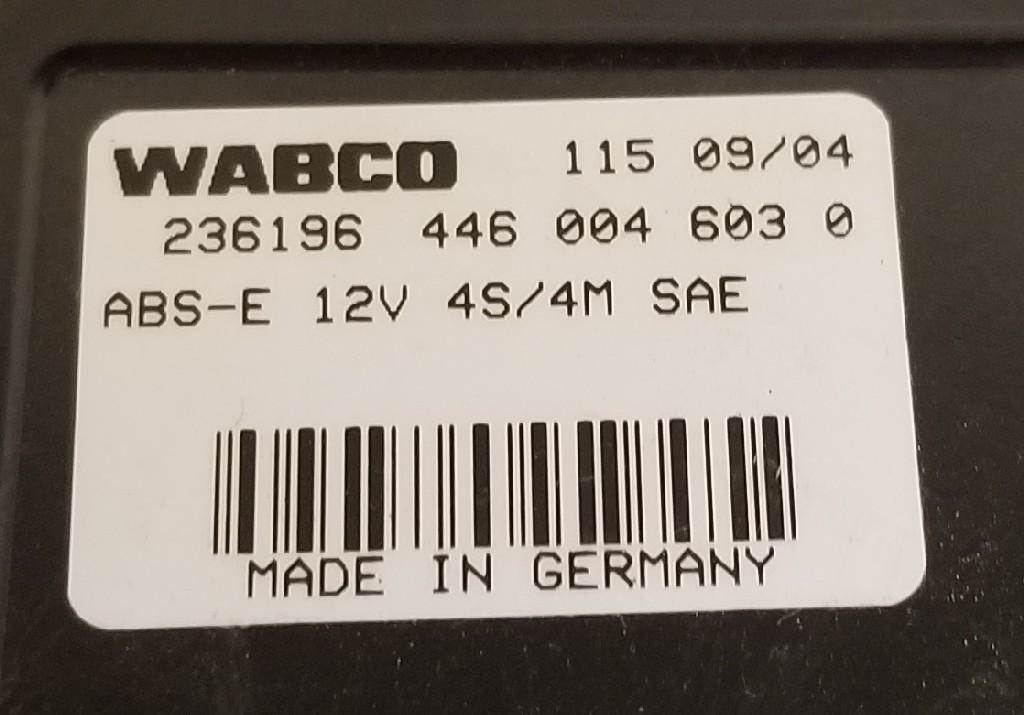 WABCO 115 09/04
236196 446 004 603 0
ABS-E 12V 4S/4M SAE
MADE IN GERMANY